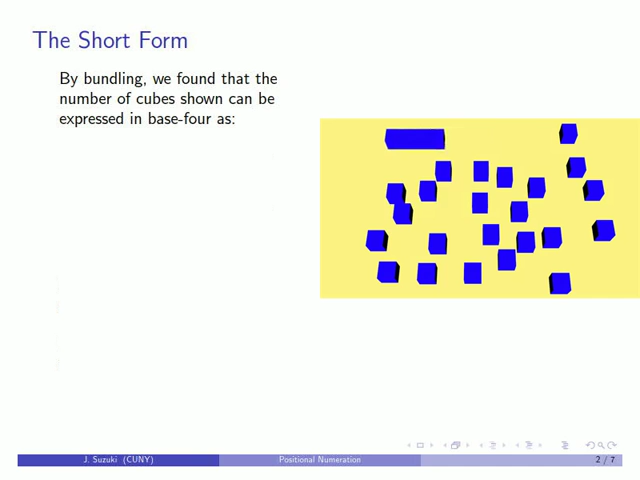 The Short Form
By bundling, we found that the
number of cubes shown can be
expressed in base-four as:
J. Suzuki (CUNY)
Positional Numeration
2 / 7